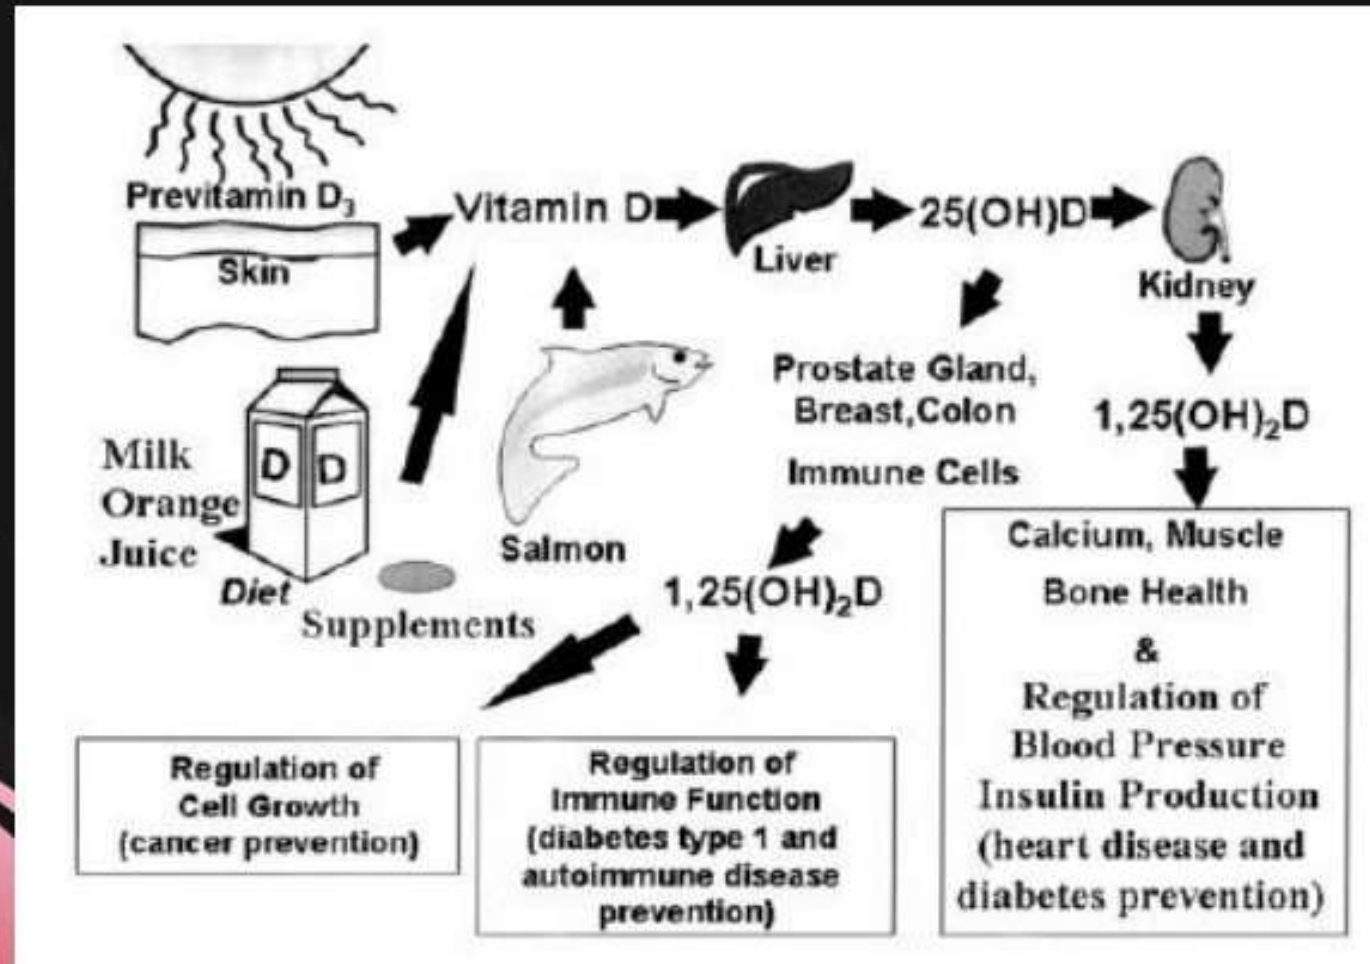 Previtamin D₃
Skin
Vitamin D
Liver
25(OH)D
Kidney
Milk
Orange
Juice
D D
Diet
Supplements
Salmon
Prostate Gland,
Breast,Colon
Immune Cells
1,25(OH)₂D
1,25(OH)₂D
Regulation of
Cell Growth
(cancer prevention)
Regulation of
Immune Function
(diabetes type 1 and
autoimmune disease
prevention)
Calcium, Muscle
Bone Health
&
Regulation of
Blood Pressure
Insulin Production
(heart disease and
diabetes prevention)